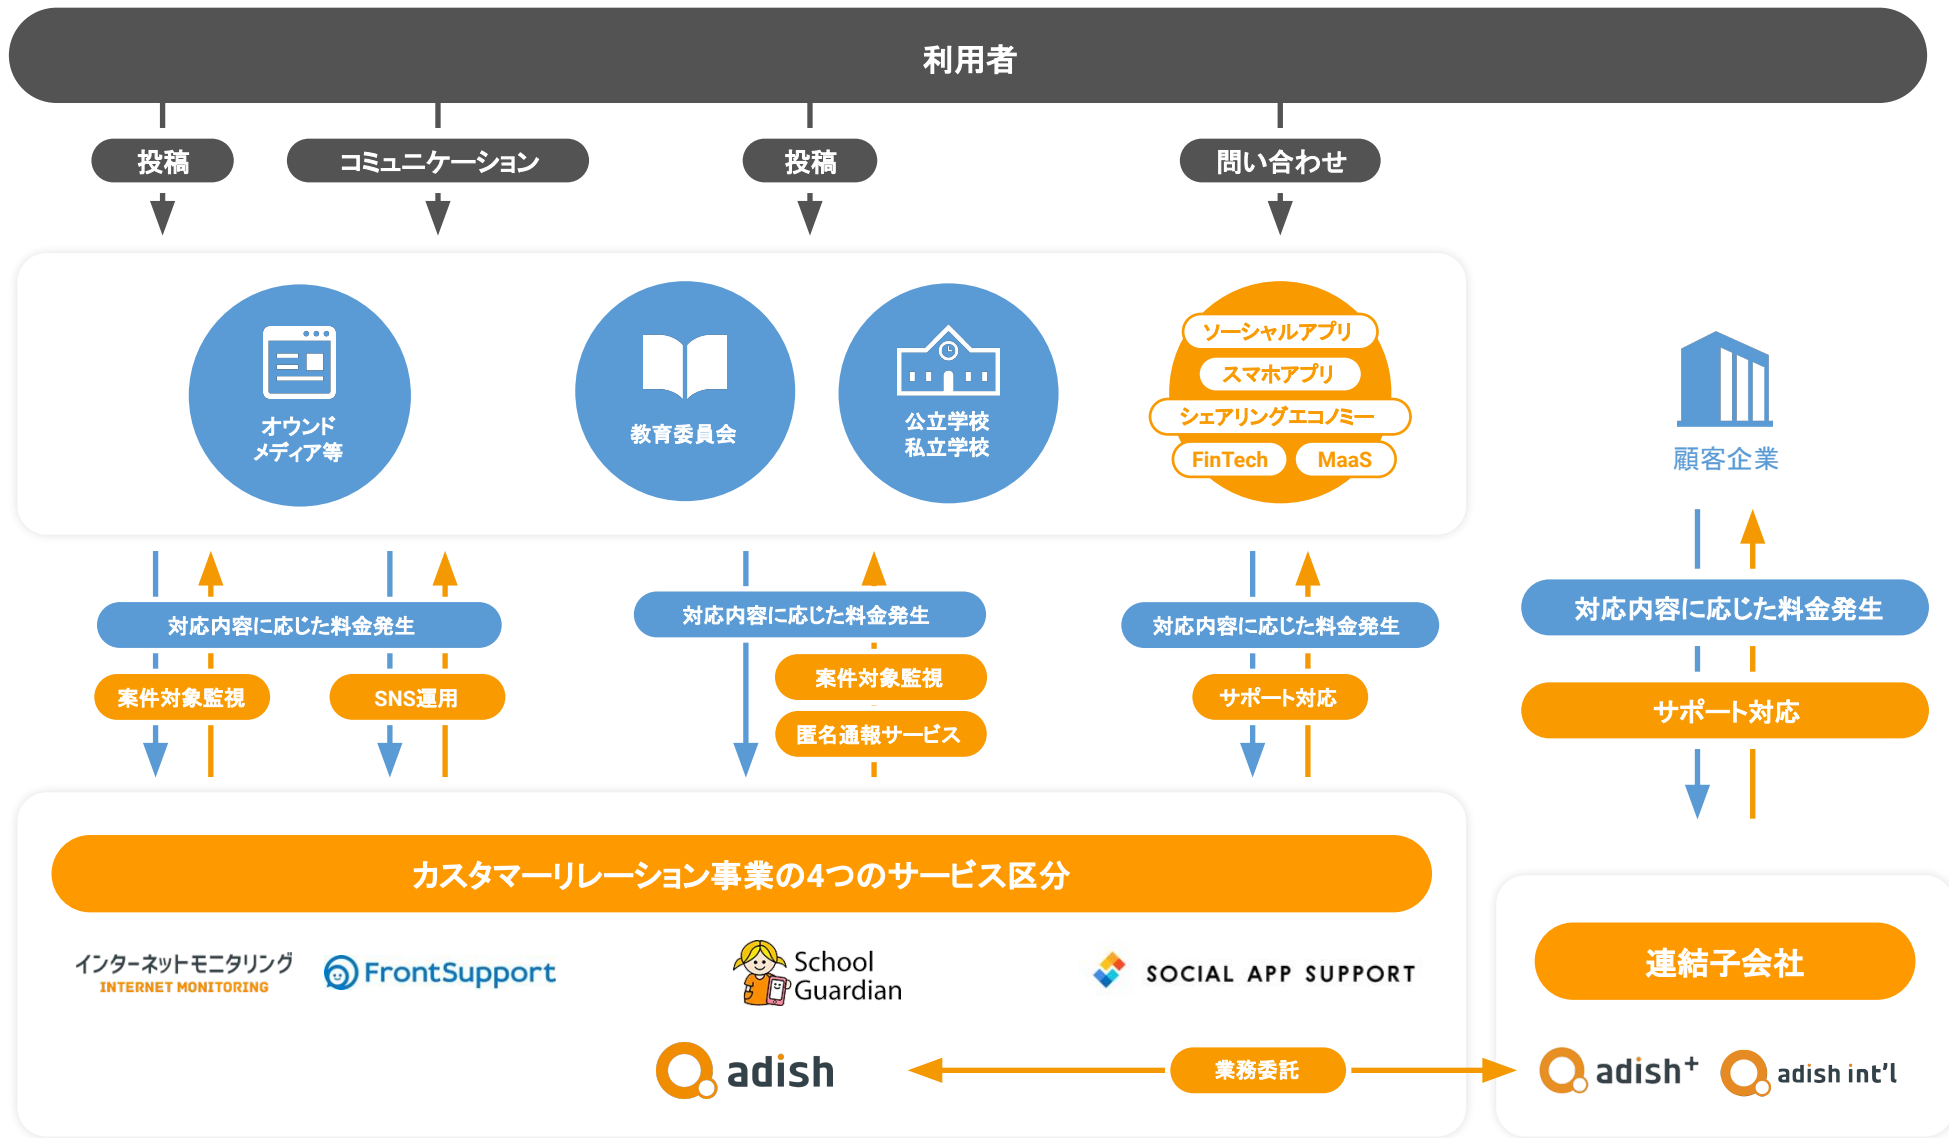 利用者
投稿
コミュニケーション
投稿
問い合わせ
オウンド
メディア等
教育委員会
公立学校
私立学校
ソーシャルアプリ
スマホアプリ
シェアリングエコノミー
FinTech
MaaS
顧客企業
対応内容に応じた料金発生
案件対象監視
SNS運用
対応内容に応じた料金発生
案件対象監視
匿名通報サービス
対応内容に応じた料金発生
サポート対応
対応内容に応じた料金発生
サポート対応
カスタマーリレーション事業の4つのサービス区分
インターネットモニタリング
INTERNET MONITORING
FrontSupport
School
Guardian
SOCIAL APP SUPPORT
adish
業務委託
連結子会社
adish+
adish int'l